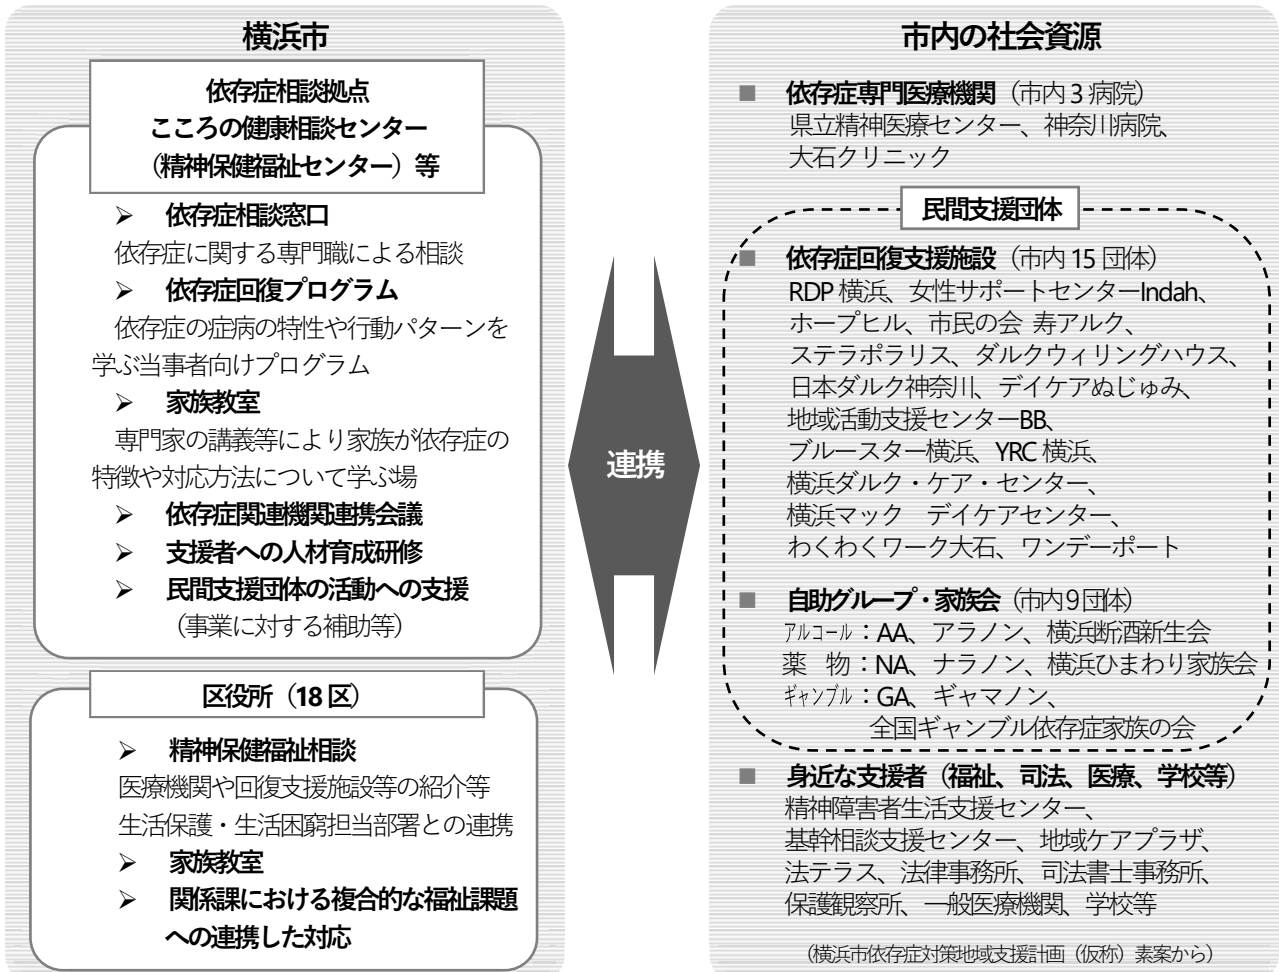 横浜市
依存症相談拠点
こころの健康相談センター
（精神保健福祉センター）等
➢ 依存症相談窓口
依存症に関する専門職による相談
➢ 依存症回復プログラム
依存症の症病の特性や行動パターンを
学ぶ当事者向けプログラム
➢ 家族教室
専門家の講義等により家族が依存症の
特徴や対応方法について学ぶ場
➢ 依存症関連機関連携会議
➢ 支援者への人材育成研修
➢ 民間支援団体の活動への支援
（事業に対する補助等）
区役所（18 区）
➢ 精神保健福祉相談
医療機関や回復支援施設等の紹介等
生活保護・生活困窮担当部署との連携
➢ 家族教室
➢ 関係課における複合的な福祉課題
への連携した対応
連携
市内の社会資源
■ 依存症専門医療機関（市内 3 病院）
県立精神医療センター、神奈川病院、
大石クリニック
民間支援団体
■ 依存症回復支援施設（市内 15 団体）
RDP 横浜、女性サポートセンターIndah、
ホープヒル、市民の会 寿アルク、
ステラポラリス、ダルクウィリングハウス、
日本ダルク神奈川、デイケアぬじゅみ、
地域活動支援センターBB、
ブルースター横浜、YRC 横浜、
横浜ダルク・ケア・センター、
横浜マック　デイケアセンター、
わくわくワーク大石、ワンデーポート
■ 自助グループ・家族会（市内９団体）
ｱﾙｺｰﾙ：AA、アラノン、横浜断酒新生会
薬　物：NA、ナラノン、横浜ひまわり家族会
ｷﾞｬﾝﾌﾞﾙ：GA、ギャマノン、
全国ギャンブル依存症家族の会
■ 身近な支援者（福祉、司法、医療、学校等）
精神障害者生活支援センター、
基幹相談支援センター、地域ケアプラザ、
法テラス、法律事務所、司法書士事務所、
保護観察所、一般医療機関、学校等
（横浜市依存症対策地域支援計画（仮称）素案から）